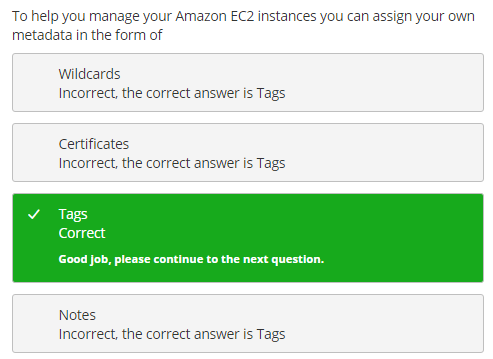 To help you manage your Amazon EC2 instances you can assign your own
metadata in the form of
Wildcards
Incorrect, the correct answer is Tags
Certificates
Incorrect, the correct answer is Tags
Tags
Correct
Good job, please continue to the next question.
Notes
Incorrect, the correct answer is Tags